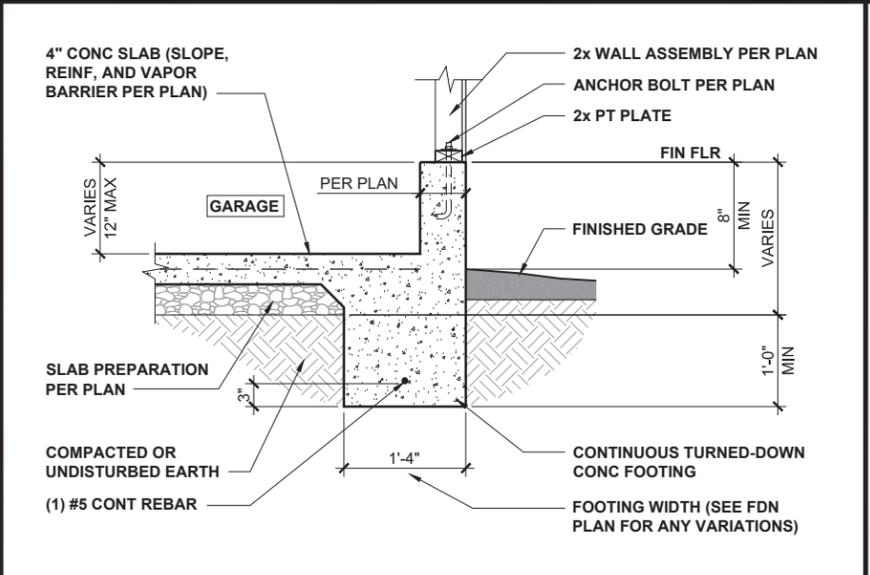 4" CONC SLAB (SLOPE,
REINF, AND VAPOR
BARRIER PER PLAN)
2x WALL ASSEMBLY PER PLAN
ANCHOR BOLT PER PLAN
2x PT PLATE
FIN FLR
PER PLAN
VARIES
12" MAX
GARAGE
8"
MIN
VARIES
FINISHED GRADE
SLAB PREPARATION
PER PLAN
3"
1'-0"
MIN
COMPACTED OR
UNDISTURBED EARTH
1'-4"
CONTINUOUS TURNED-DOWN
CONC FOOTING
(1) #5 CONT REBAR
FOOTING WIDTH (SEE FDN
PLAN FOR ANY VARIATIONS)